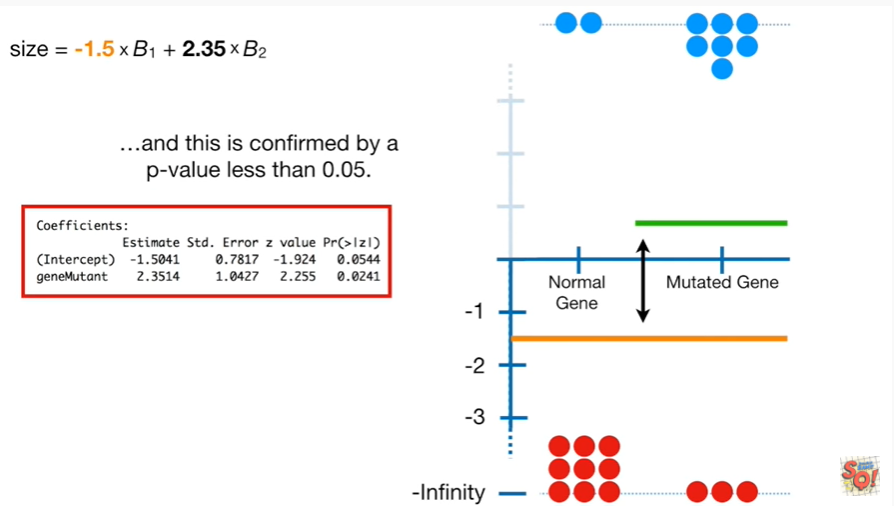 size = -1.5 × B1 + 2.35 × B2
…and this is confirmed by a
p-value less than 0.05.
Coefficients:
Estimate Std. Error z value Pr(>|z|)
(Intercept) -1.5041 0.7817 -1.924 0.0544
geneMutant 2.3514 1.0427 2.255 0.0241
Normal
Gene
Mutated Gene
-1
-2
-3
-Infinity
SQ!